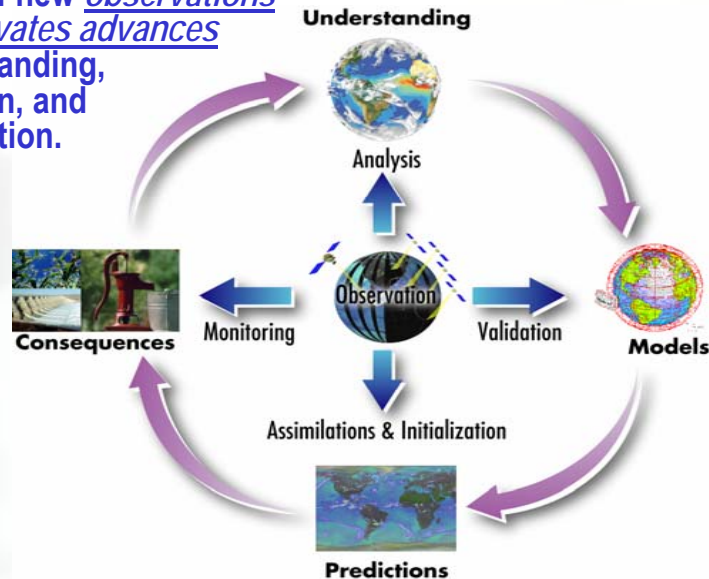 new observations
vates advances
anding,
n, and
tion.
Understanding
Analysis
Observation
Monitoring
Validation
Consequences
Models
Assimilations & Initialization
Predictions